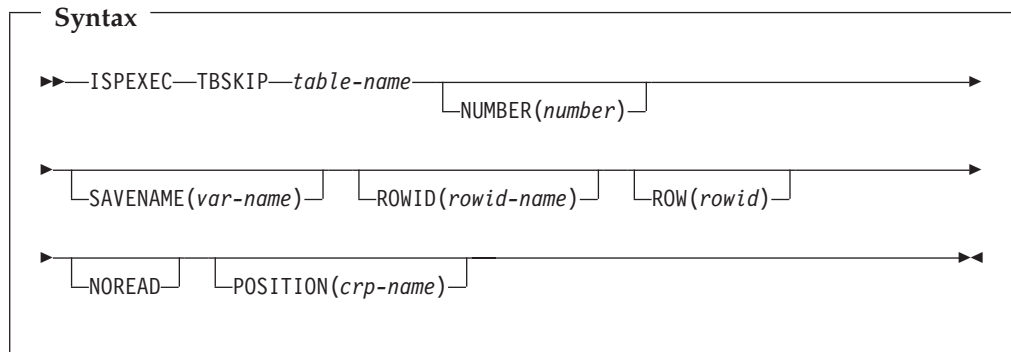 Syntax
ISPEXEC TBSKIP table-name
NUMBER(number)
SAVENAME(var-name) ROWID(rowid-name) ROW(rowid)
NOREAD POSITION(crp-name)